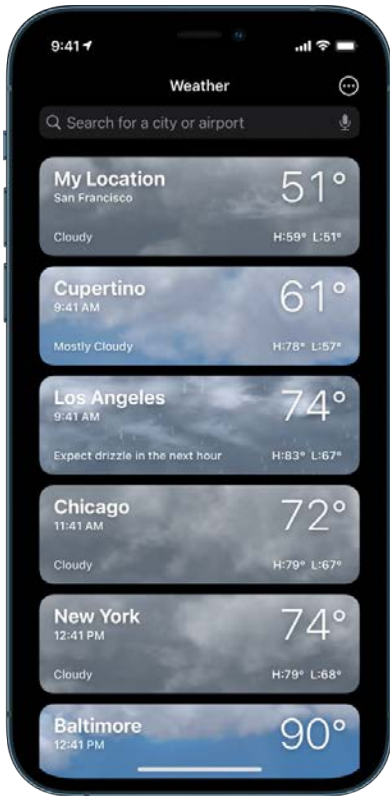 9:41
Weather
Search for a city or airport
My Location
San Francisco
51°
Cloudy
H:59° L:51°
Cupertino
9:41 AM
61°
Mostly Cloudy
H:78° L:57°
Los Angeles
9:41 AM
74°
Expect drizzle in the next hour
H:83° L:67°
Chicago
11:41 AM
72°
Cloudy
H:79° L:67°
New York
12:41 PM
74°
Cloudy
H:79° L:68°
Baltimore
12:41 PM
90°